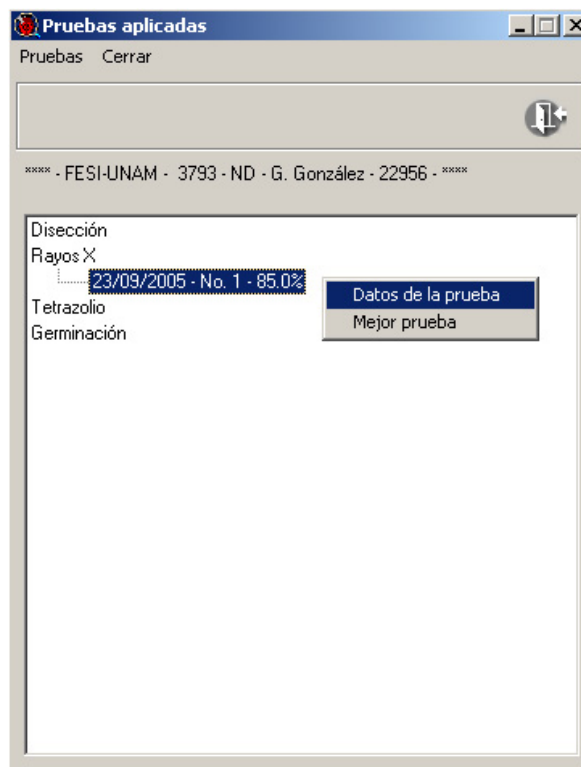 Pruebas aplicadas
Pruebas Cerrar
**** - FESI-UNAM - 3793 - ND - G. González - 22956 - ****
Disección
Rayos X
23/09/2005 - No. 1 - 85.0%
Datos de la prueba
Mejor prueba
Tetrazolio
Germinación